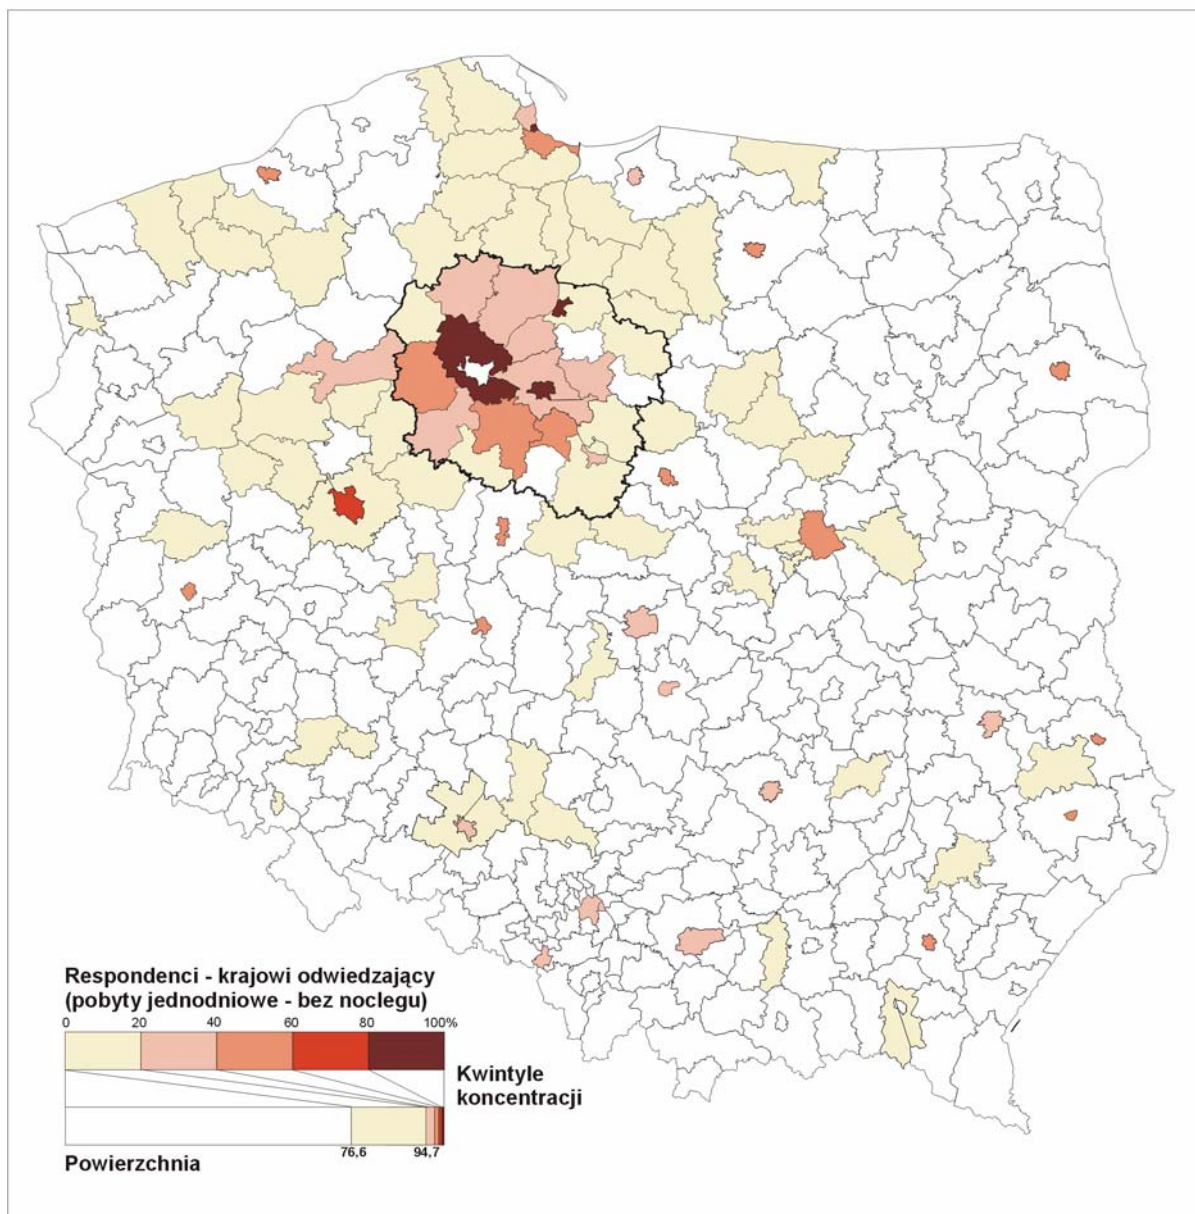 Respondenci - krajowi odwiedzający
(pobyty jednodniowe - bez noclegu)
0 20 40 60 80 100%
Kwintyle
koncentracji
76,6 94,7
Powierzchnia